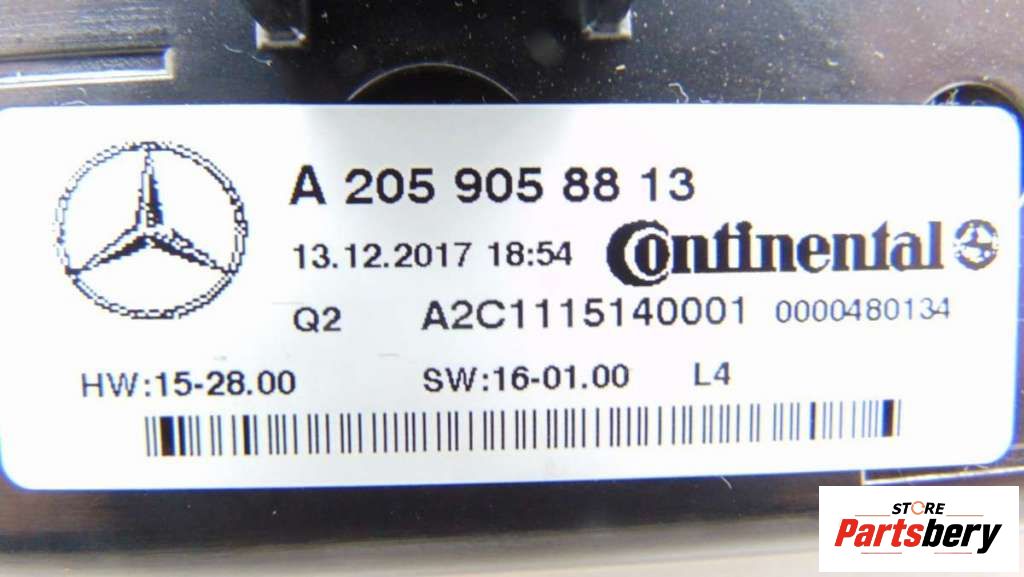 A 205 905 88 13
13.12.2017 18:54 Continental
Q2 A2C1115140001 0000480134
HW:15-28.00 SW:16-01.00 L4
STORE
Partsbery